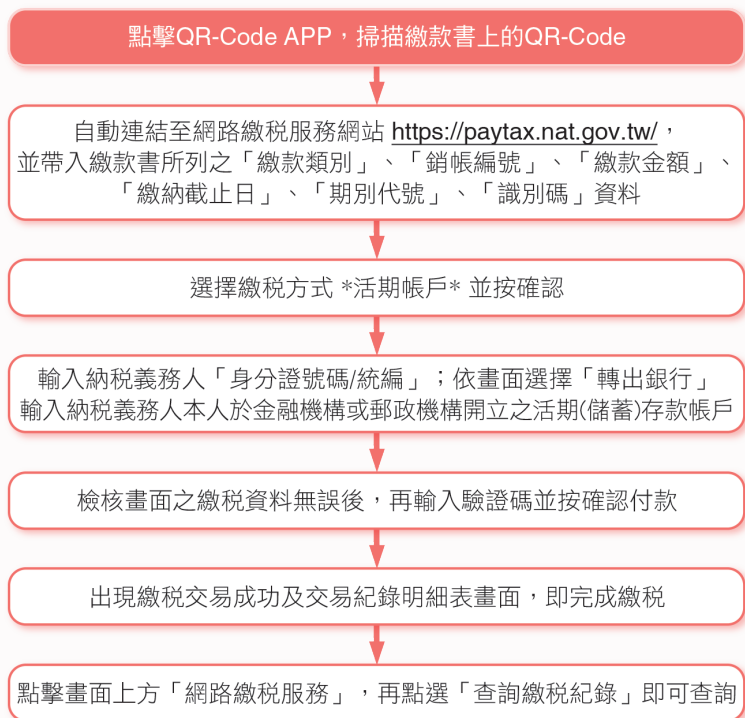 點擊QR-Code APP，掃描繳款書上的QR-Code
自動連結至網路繳稅服務網站 https://paytax.nat.gov.tw/，
並帶入繳款書所列之「繳款類別」、「銷帳編號」、「繳款金額」、
「繳納截止日」、「期別代號」、「識別碼」資料
選擇繳稅方式 *活期帳戶* 並按確認
輸入納稅義務人「身分證號碼/統編」；依畫面選擇「轉出銀行」
輸入納稅義務人本人於金融機構或郵政機構開立之活期(儲蓄)存款帳戶
檢核畫面之繳稅資料無誤後，再輸入驗證碼並按確認付款
出現繳稅交易成功及交易紀錄明細表畫面，即完成繳稅
點擊畫面上方「網路繳稅服務」，再點選「查詢繳稅紀錄」即可查詢